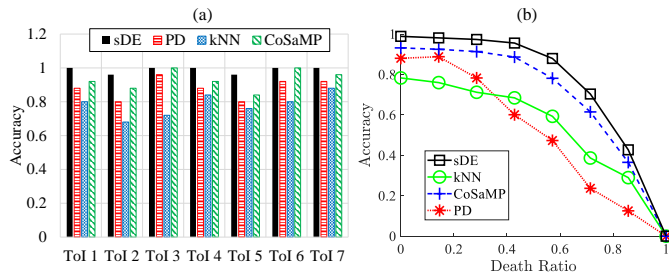 (a)
(b)
sDE PD kNN CoSaMP
Accuracy
1.2
1
0.8
0.6
0.4
0.2
0
ToI 1 ToI 2 ToI 3 ToI 4 ToI 5 ToI 6 ToI 7
Accuracy
1
0.8
0.6
0.4
0.2
0
sDE
kNN
CoSaMP
PD
0 0.2 0.4 0.6 0.8 1
Death Ratio